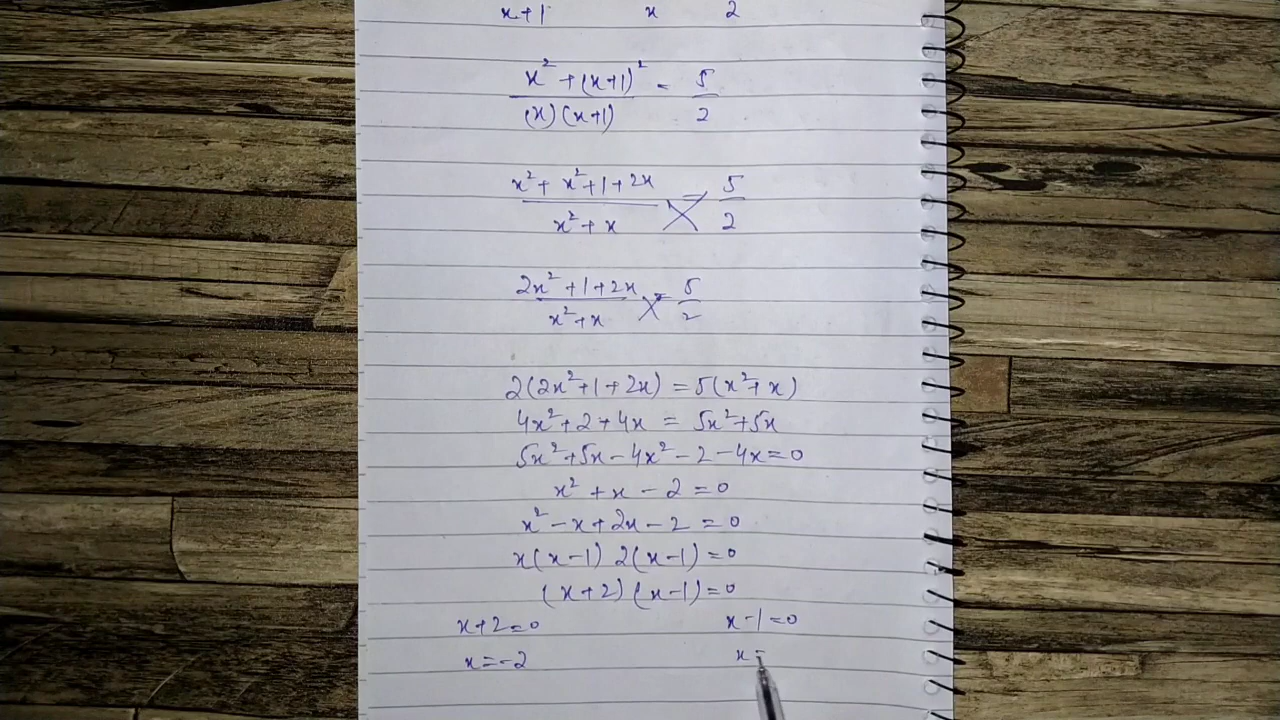 x+1 x 2
x² + (x+1)² = 5
(x) (x+1) 2
x² + x² + 1 + 2x = 5
x² + x 2
2x² + 1 + 2x = 5
x² + x 2
2(2x² + 1 + 2x) = 5(x² + x)
4x² + 2 + 4x = 5x² + 5x
5x² + 5x - 4x² - 2 - 4x = 0
x² + x - 2 = 0
x² - x + 2x - 2 = 0
x(x-1) 2(x-1) = 0
(x+2) (x-1) = 0
x+2=0 x-1=0
x=-2 x=